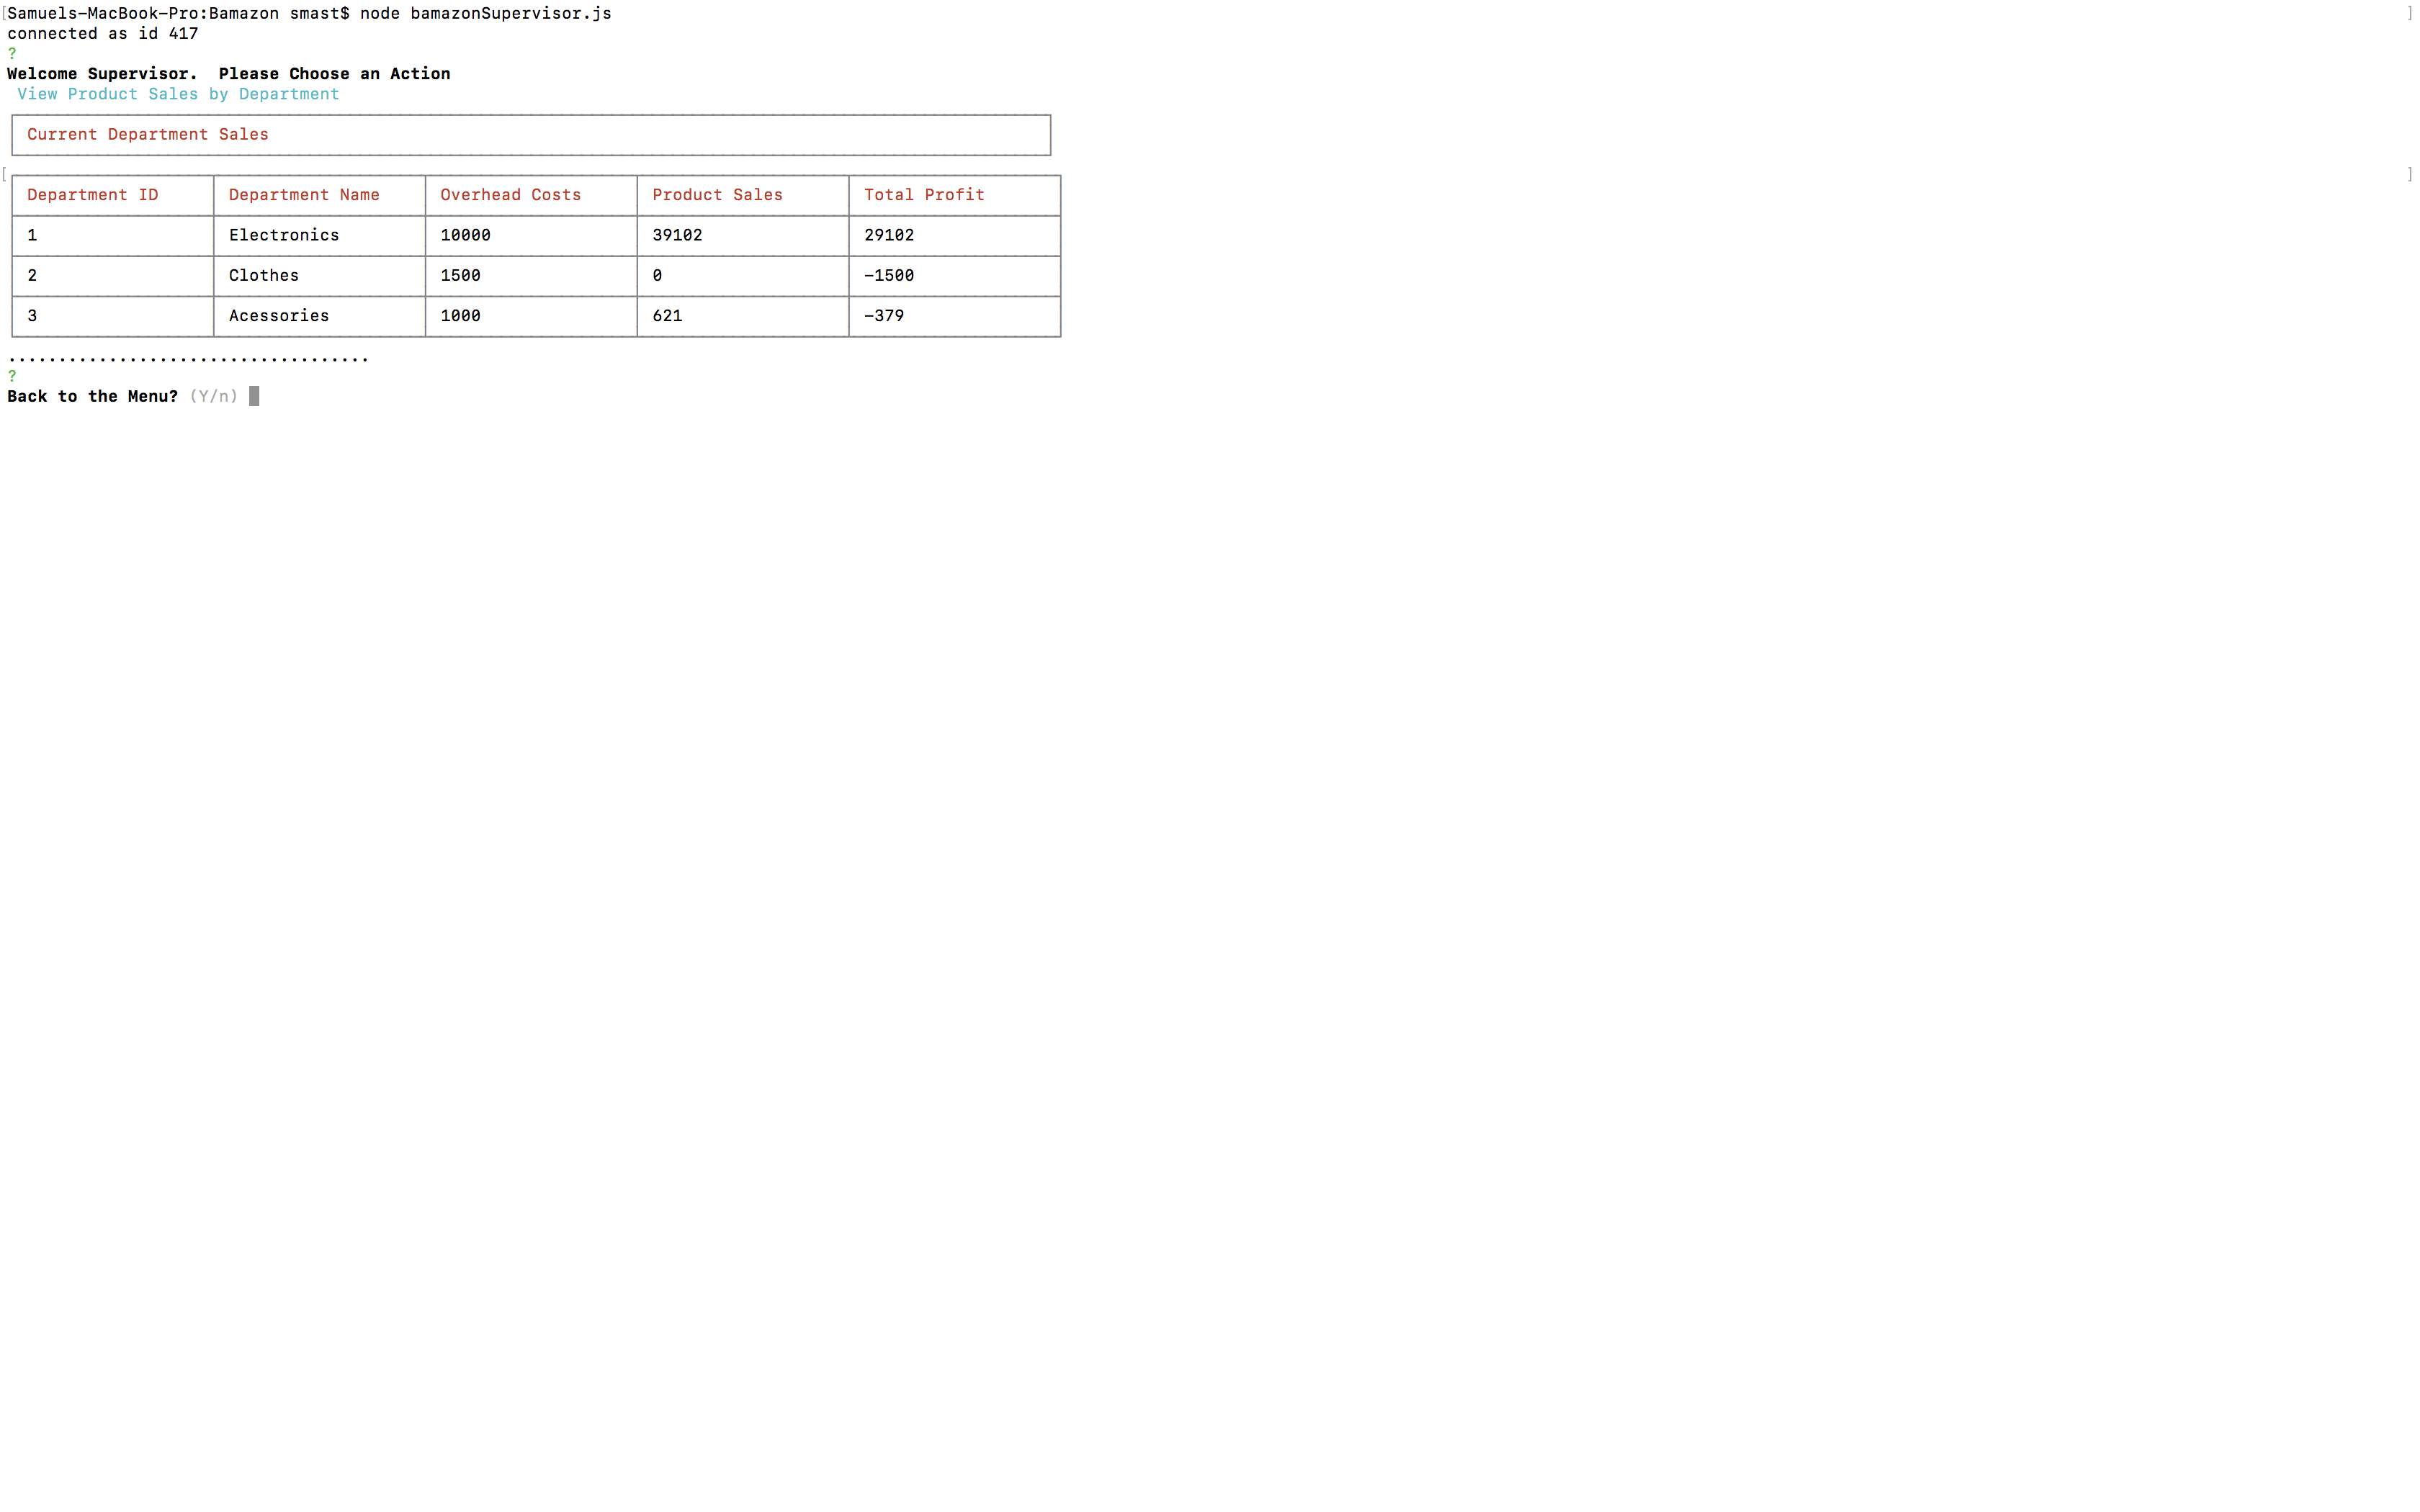 [Samuels-MacBook-Pro:Bamazon smast$ node bamazonSupervisor.js ]
connected as id 417
?
Welcome Supervisor.  Please Choose an Action
 View Product Sales by Department
Current Department Sales
[ ]
Department ID Department Name Overhead Costs Product Sales Total Profit
1 Electronics 10000 39102 29102
2 Clothes 1500 0 -1500
3 Acessories 1000 621 -379
....................................
?
Back to the Menu? (Y/n)